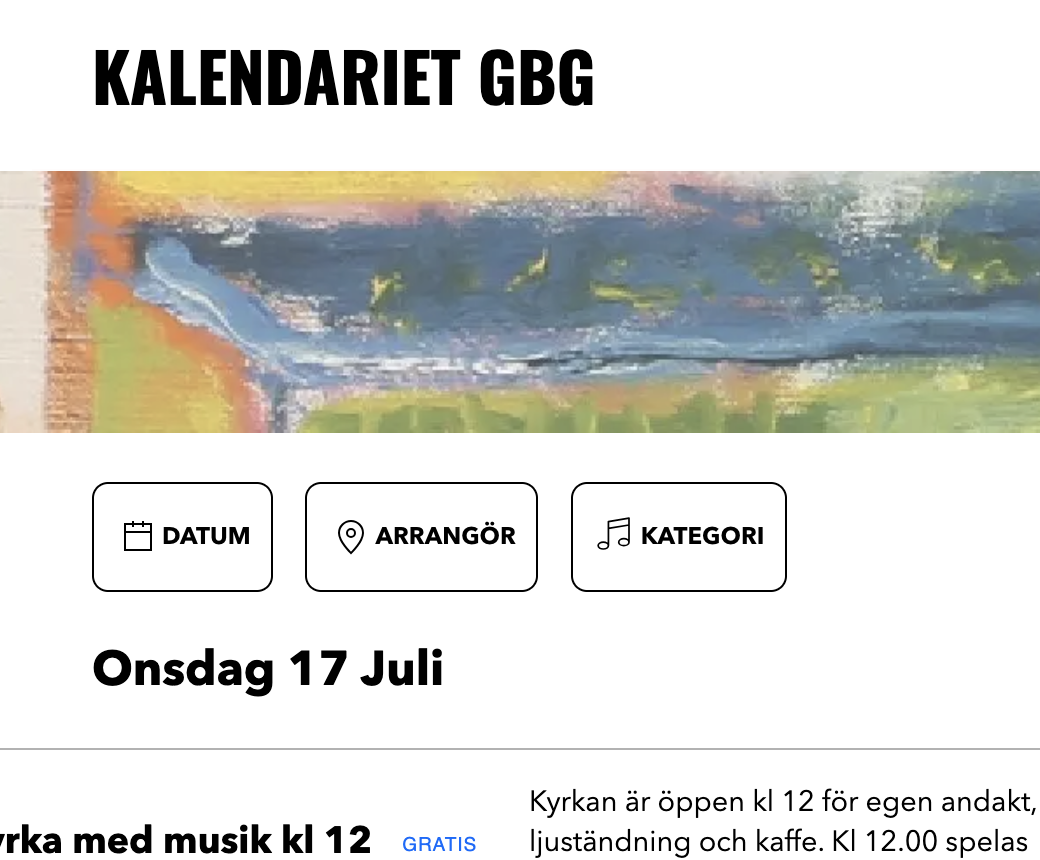 KALENDARIET GBG
DATUM
ARRANGÖR
KATEGORI
Onsdag 17 Juli
Kyrkan är öppen kl 12 för egen andakt,
med musik kl 12 GRATIS
ljuständning och kaffe. Kl 12.00 spelas